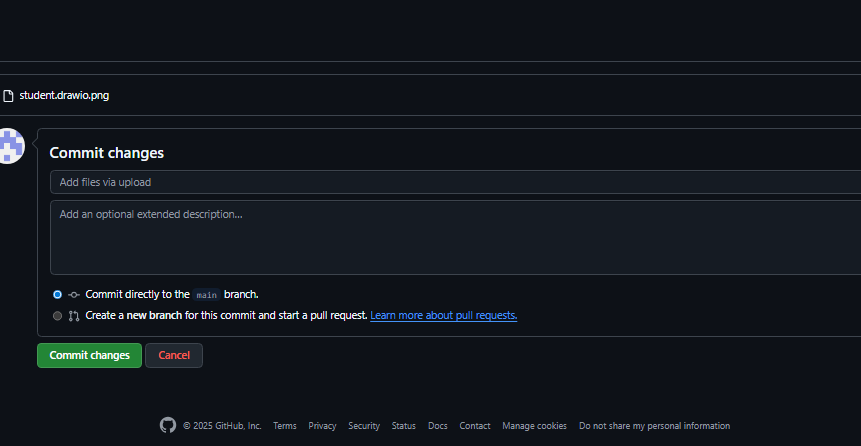 student.drawio.png
Commit changes
Add files via upload
Add an optional extended description...
Commit directly to the main branch.
Create a new branch for this commit and start a pull request. Learn more about pull requests.
Commit changes Cancel
© 2025 GitHub, Inc. Terms Privacy Security Status Docs Contact Manage cookies Do not share my personal information